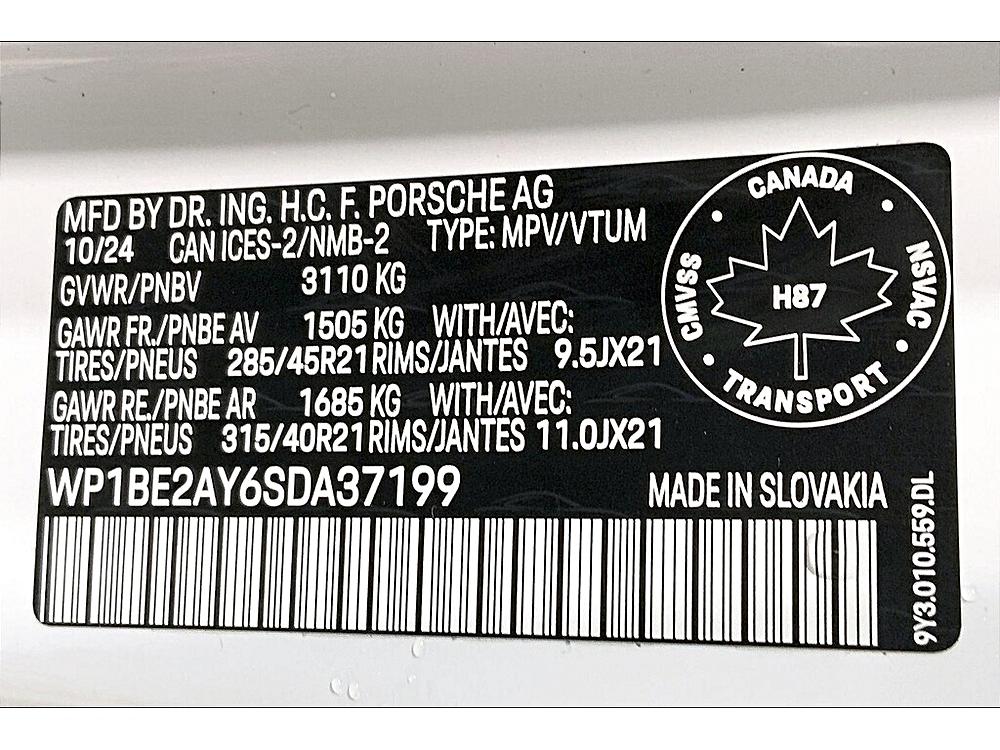 MFD BY DR. ING. H.C. F. PORSCHE AG
10/24 CAN ICES-2/NMB-2 TYPE: MPV/VTUM
GVWR/PNBV 3110 KG
GAWR FR./PNBE AV 1505 KG WITH/AVEC:
TIRES/PNEUS 285/45R21 RIMS/JANTES 9.5JX21
GAWR RE./PNBE AR 1685 KG WITH/AVEC:
TIRES/PNEUS 315/40R21 RIMS/JANTES 11.0JX21
WP1BE2AY6SDA37199 MADE IN SLOVAKIA
CANADA
CMVSS
NSVAC
H87
TRANSPORT
9Y3.010.559.DL